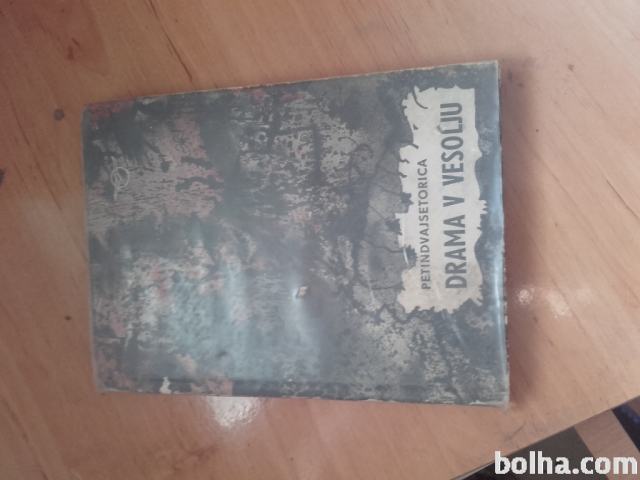 PETINDVAJSETORICA
DRAMA V VESOLJU
bolha.com